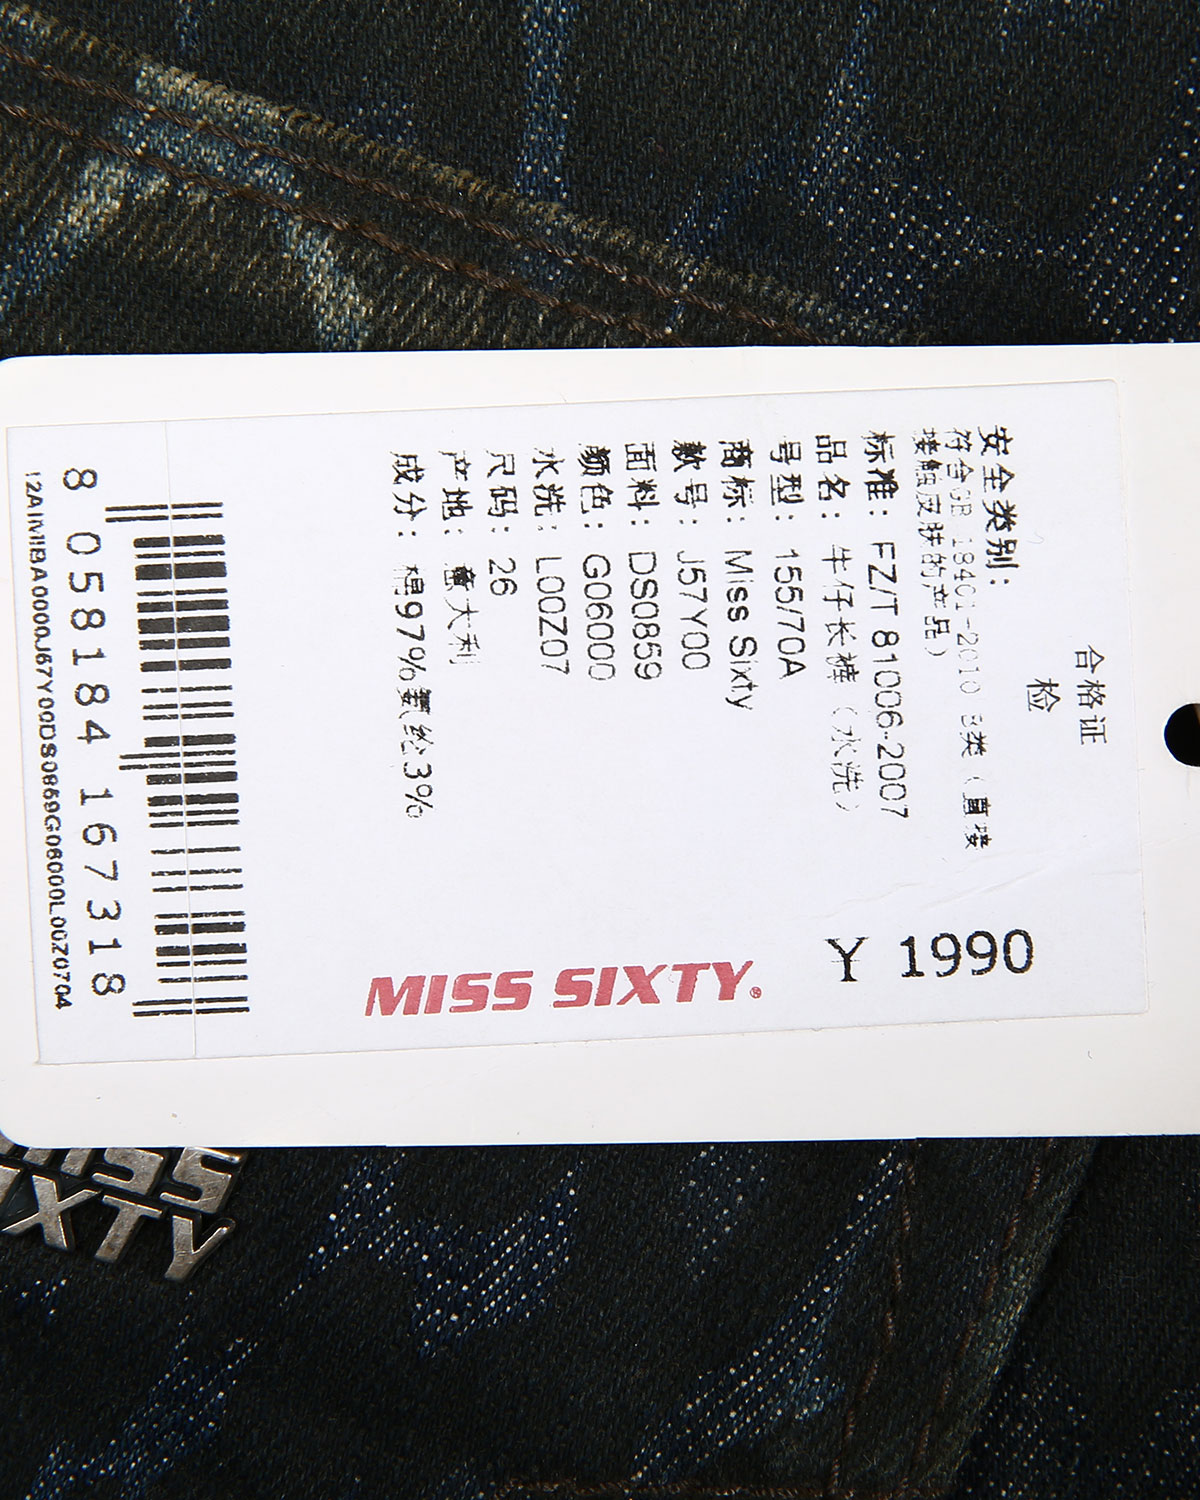 合格证
检
安全类别：
符合GB 18401-2010 B类（直接
接触皮肤的产品）
标准：FZ/T 81006-2007
品名：牛仔长裤（水洗）
号型：155/70A
商标：Miss Sixty
款号：J57Y00
面料：DS0859
颜色：G06000
水洗：L00Z07
尺码：26
产地：意大利
成分：棉97%氨纶3%
¥ 1990
MISS SIXTY®
8 058184 167318
MISS
SIXTY